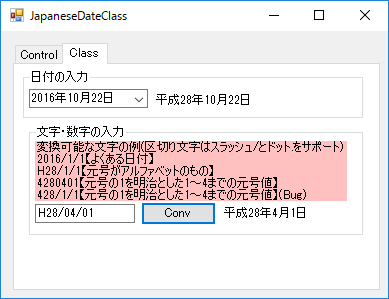 JapaneseDateClass
Control Class
日付の入力
2016年10月22日 平成28年10月22日
文字・数字の入力
変換可能な文字の例(区切り文字はスラッシュ/とドットをサポート)
2016/1/1【よくある日付】
H28/1/1【元号がアルファベットのもの】
4280401【元号の1を明治とした1～4までの元号値】
428/1/1【元号の1を明治とした1～4までの元号値】(Bug)
H28/04/01 Conv 平成28年4月1日